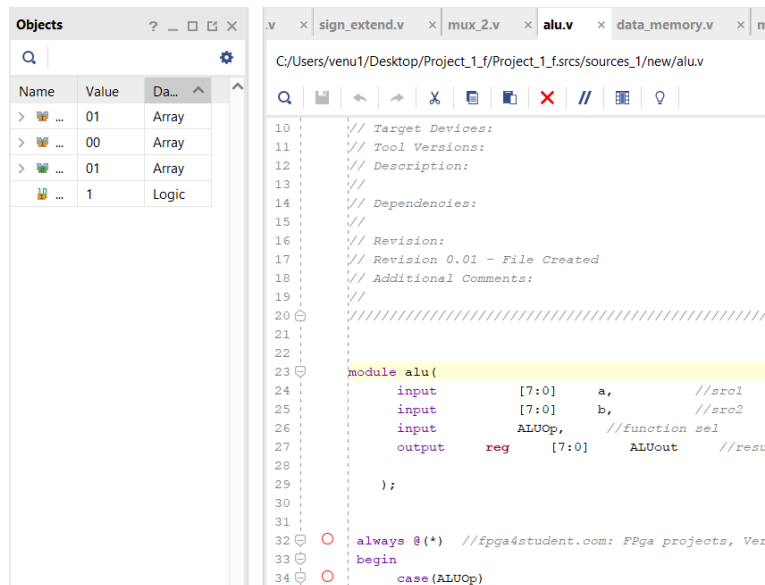 Objects
? _
Name Value Da...
... 01 Array
... 00 Array
... 01 Array
... 1 Logic
.v × sign_extend.v × mux_2.v × alu.v × data_memory.v × m
C:/Users/venu1/Desktop/Project_1_f/Project_1_f.srcs/sources_1/new/alu.v
10 // Target Devices:
11 // Tool Versions:
12 // Description:
13 //
14 // Dependencies:
15 //
16 // Revision:
17 // Revision 0.01 - File Created
18 // Additional Comments:
19 //
20 //////////////////////////////////////////////////////////////
21
22
23 module alu(
24 input [7:0] a, //src1
25 input [7:0] b, //src2
26 input ALUOp, //function sel
27 output reg [7:0] ALUout //resu
28
29 );
30
31
32 always @(*) //fpga4student.com: FPga projects, Ver
33 begin
34 case(ALUOp)